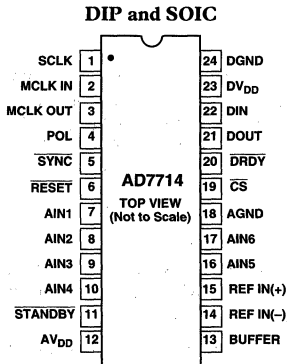 DIP and SOIC
SCLK 1 24 DGND
MCLK IN 2 23 DVDD
MCLK OUT 3 22 DIN
POL 4 21 DOUT
SYNC 5 20 DRDY
RESET 6 19 CS
AD7714
TOP VIEW
(Not to Scale)
AIN1 7 18 AGND
AIN2 8 17 AIN6
AIN3 9 16 AIN5
AIN4 10 15 REF IN(+)
STANDBY 11 14 REF IN(–)
AVDD 12 13 BUFFER